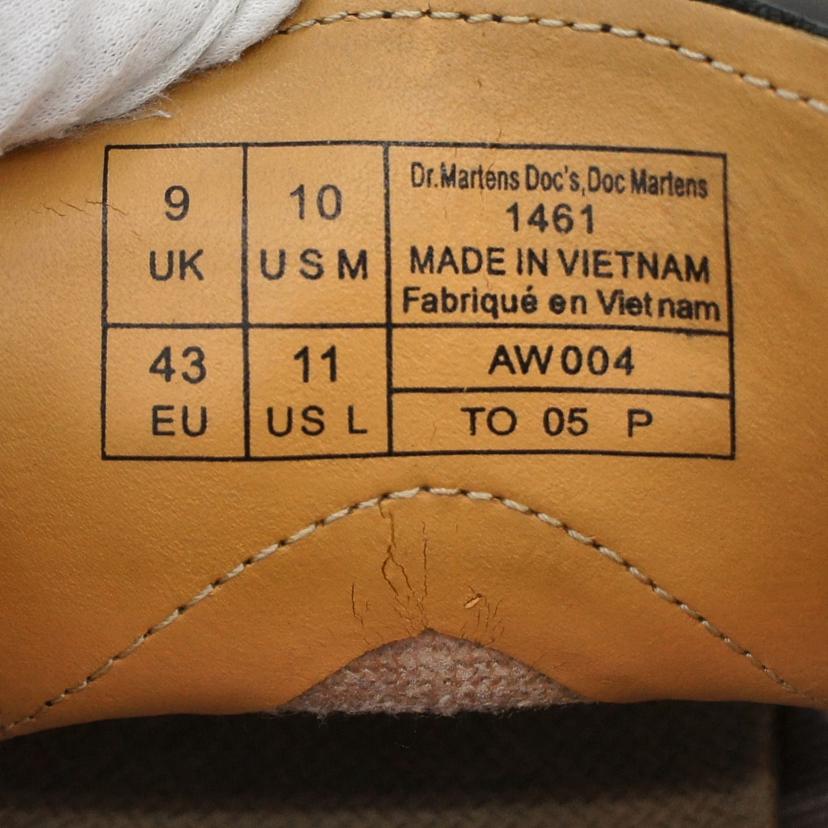 9
UK
10
US M
43
EU
11
US L
Dr.Martens Doc's,Doc Martens
1461
MADE IN VIETNAM
Fabriqué en Vietnam
AW004
TO 05 P